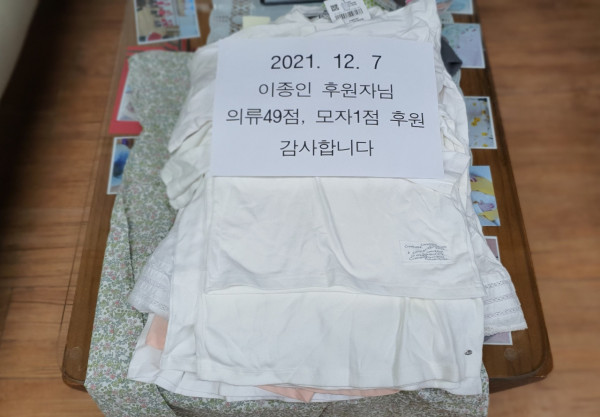 2021. 12. 7
이종인 후원자님
의류49점, 모자1점 후원
감사합니다